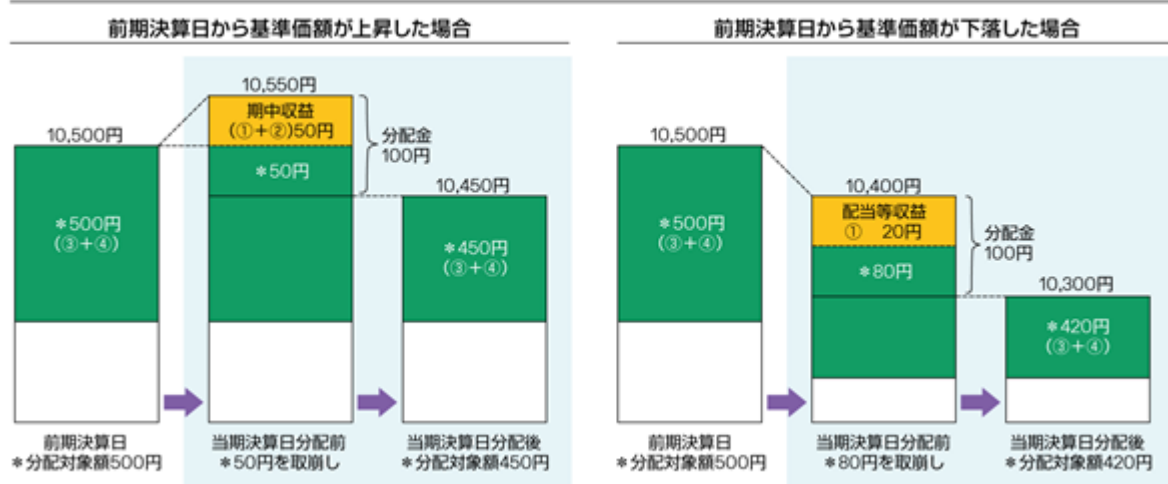 前期決算日から基準価額が上昇した場合
10,550円
期中収益
(①+②)50円
分配金
100円
10,500円
＊50円
10,450円
＊500円
(③+④)
＊450円
(③+④)
前期決算日
＊分配対象額500円
当期決算日分配前
＊50円を取崩し
当期決算日分配後
＊分配対象額450円
前期決算日から基準価額が下落した場合
10,500円
10,400円
配当等収益
① 20円
分配金
100円
＊500円
(③+④)
＊80円
10,300円
＊420円
(③+④)
前期決算日
＊分配対象額500円
当期決算日分配前
＊80円を取崩し
当期決算日分配後
＊分配対象額420円